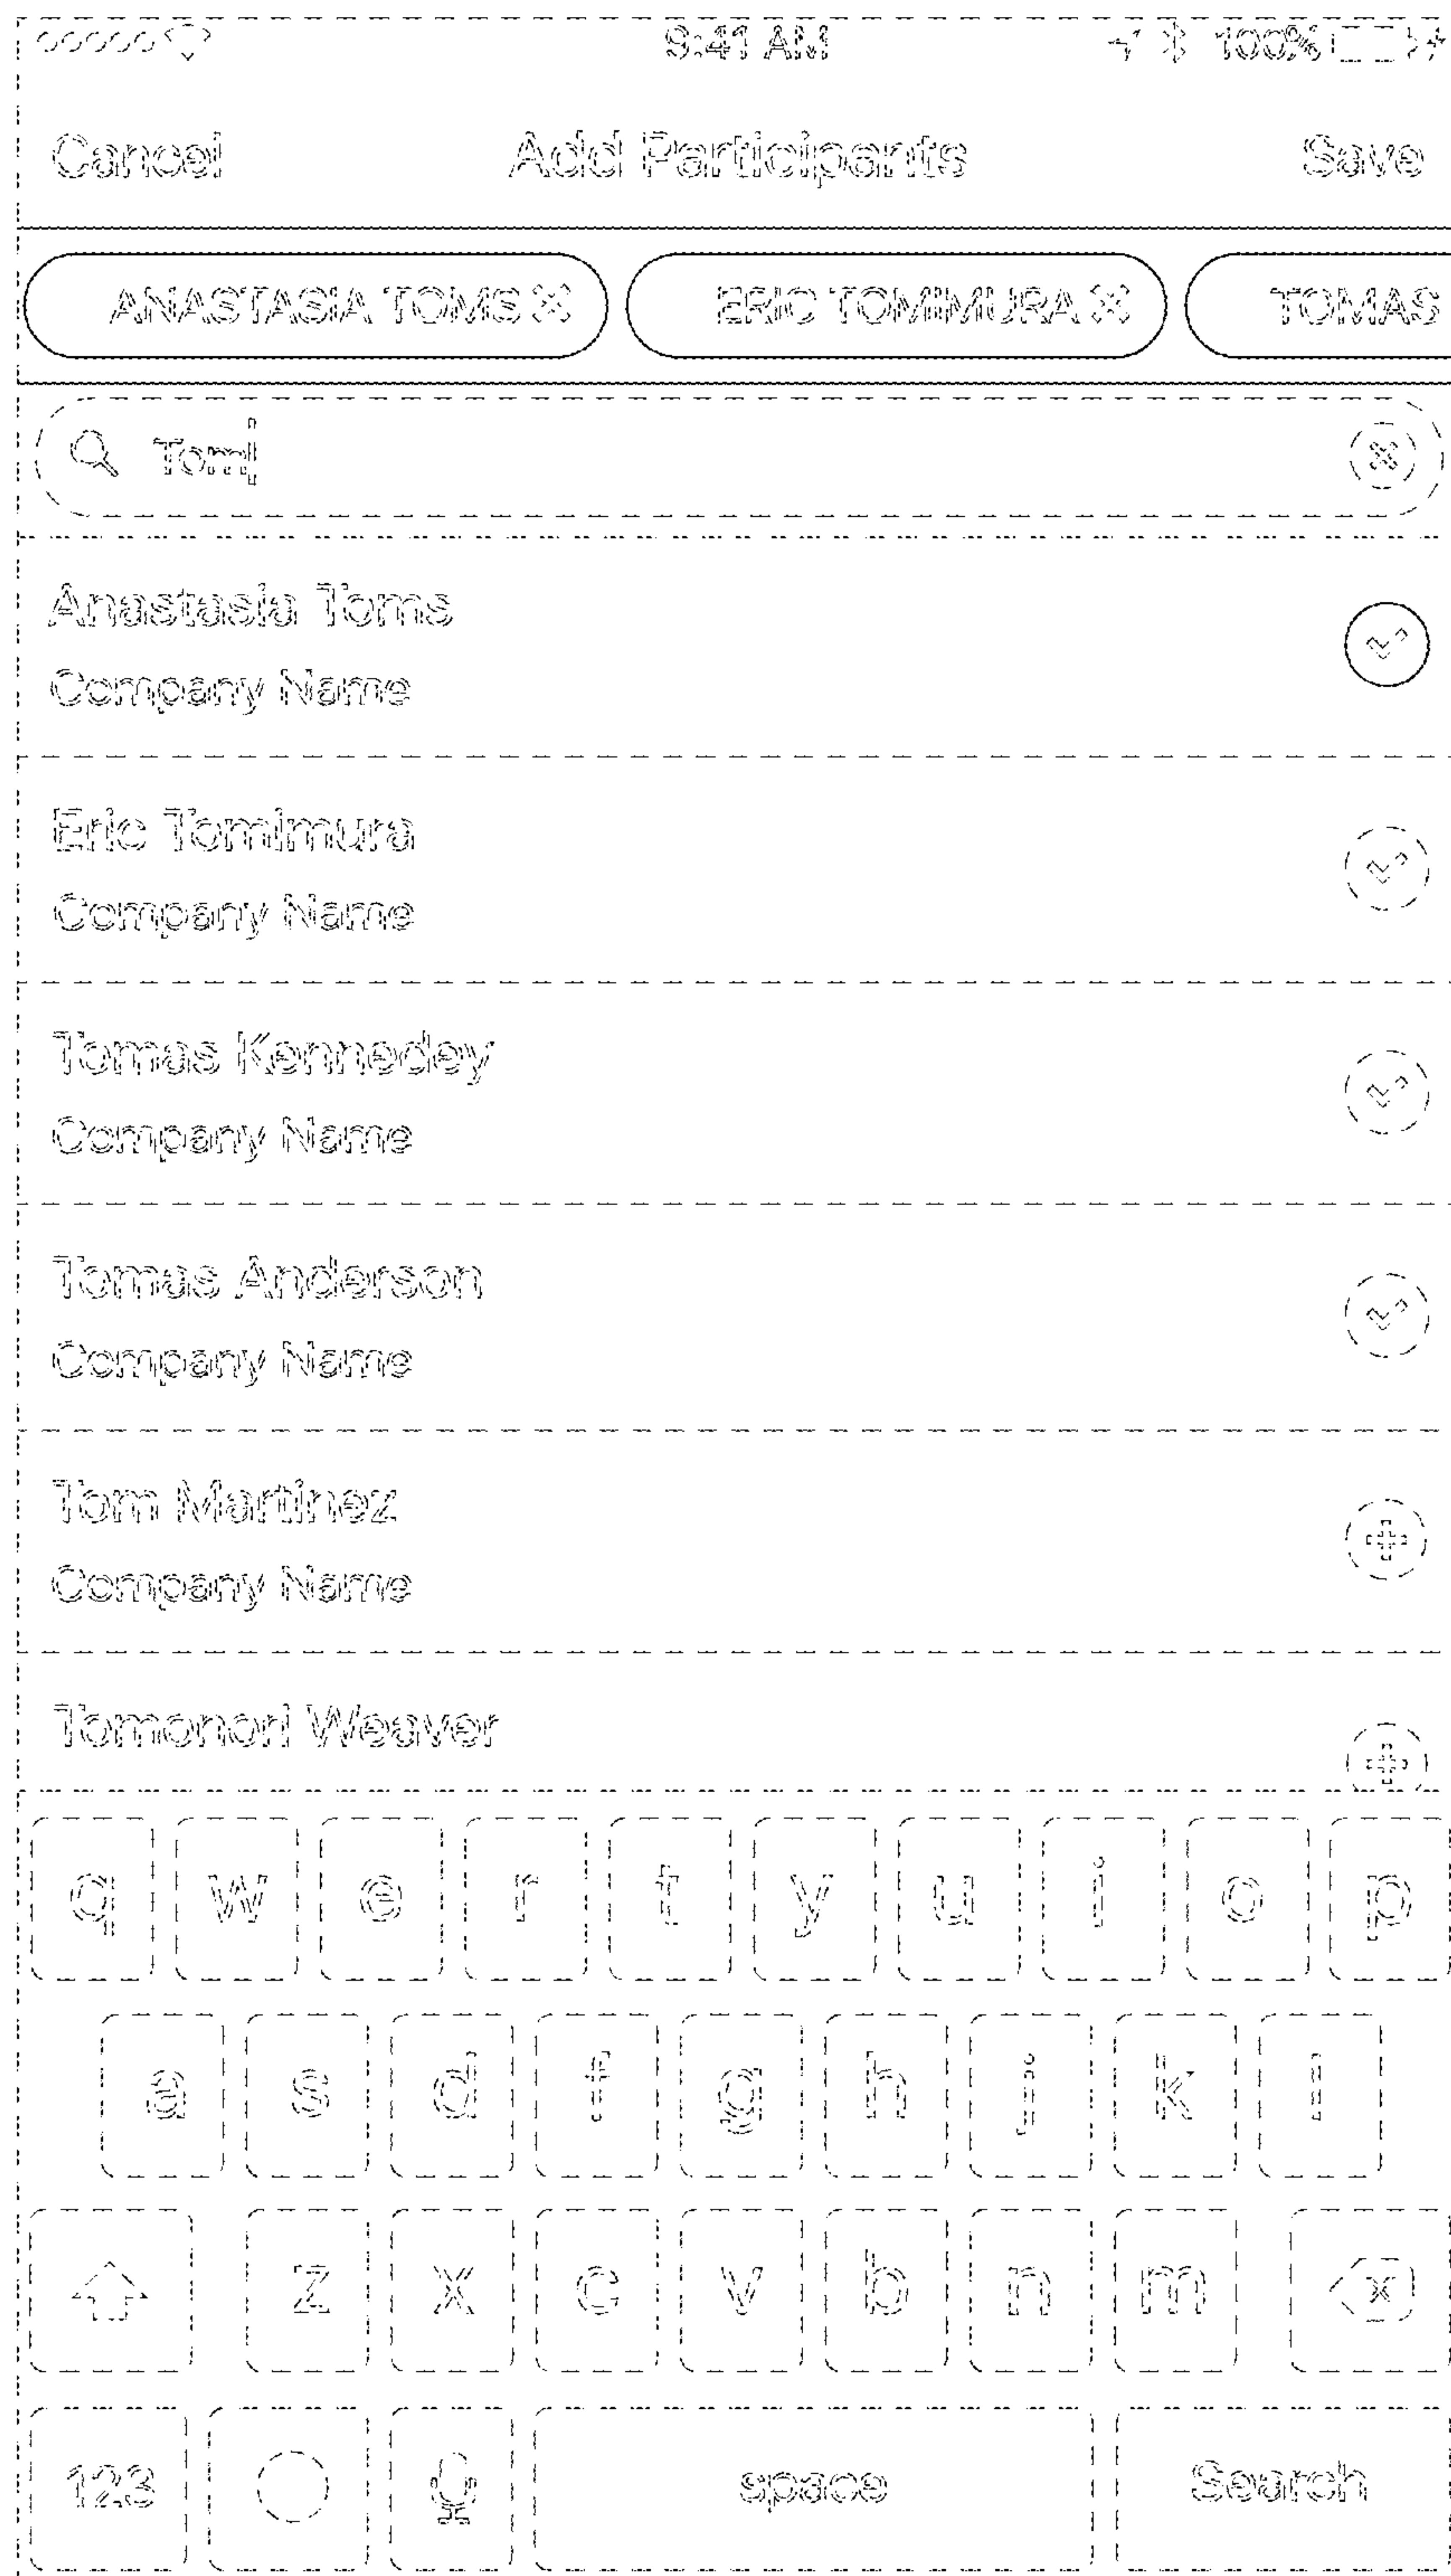 9:41 AM 100%
Cancel Add Participants Save
ANASTASIA TOMS ERIC TOMIMURA TOMAS
Tom
Anastasia Toms
Company Name
Eric Tomimura
Company Name
Tomas Kennedey
Company Name
Tomas Anderson
Company Name
Tom Martinez
Company Name
Tomonori Weaver
q w e r t y u i o p
a s d f g h j k l
z x c v b n m
123 space Search